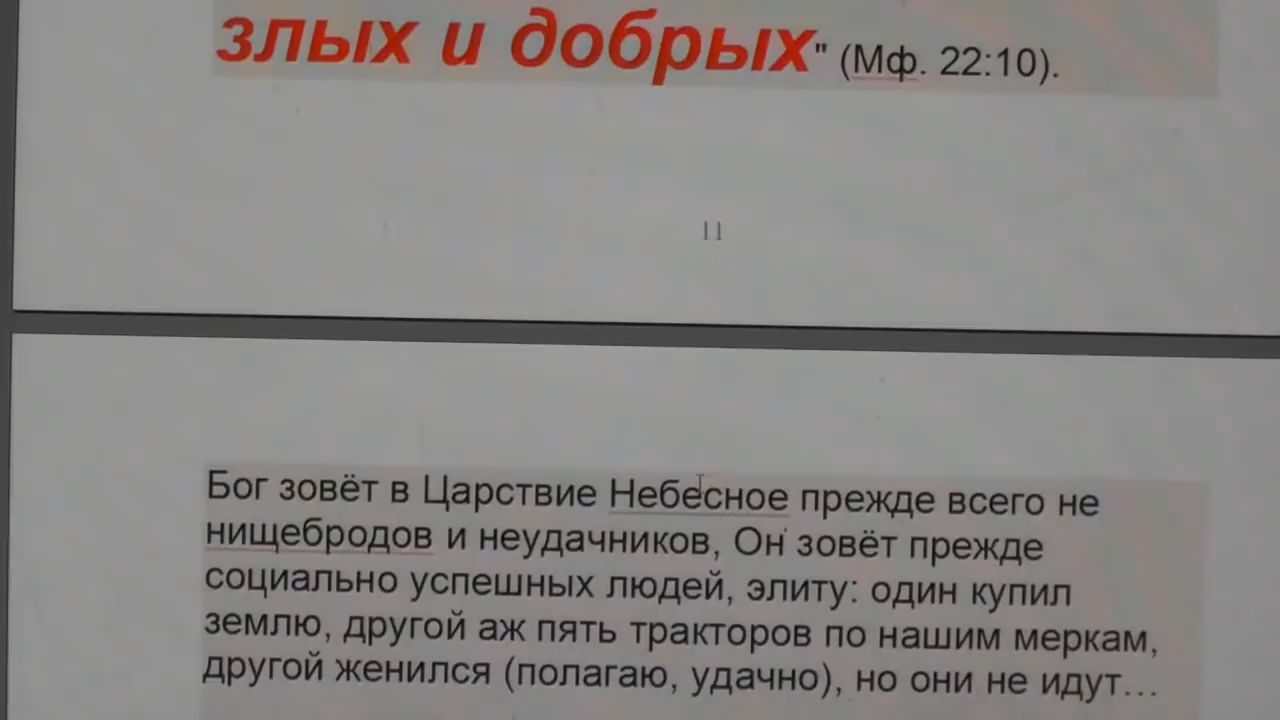 злых и добрых" (Мф. 22:10).
11
Бог зовёт в Царствие Небесное прежде всего не
нищебродов и неудачников, Он зовёт прежде
социально успешных людей, элиту: один купил
землю, другой аж пять тракторов по нашим меркам,
другой женился (полагаю, удачно), но они не идут...